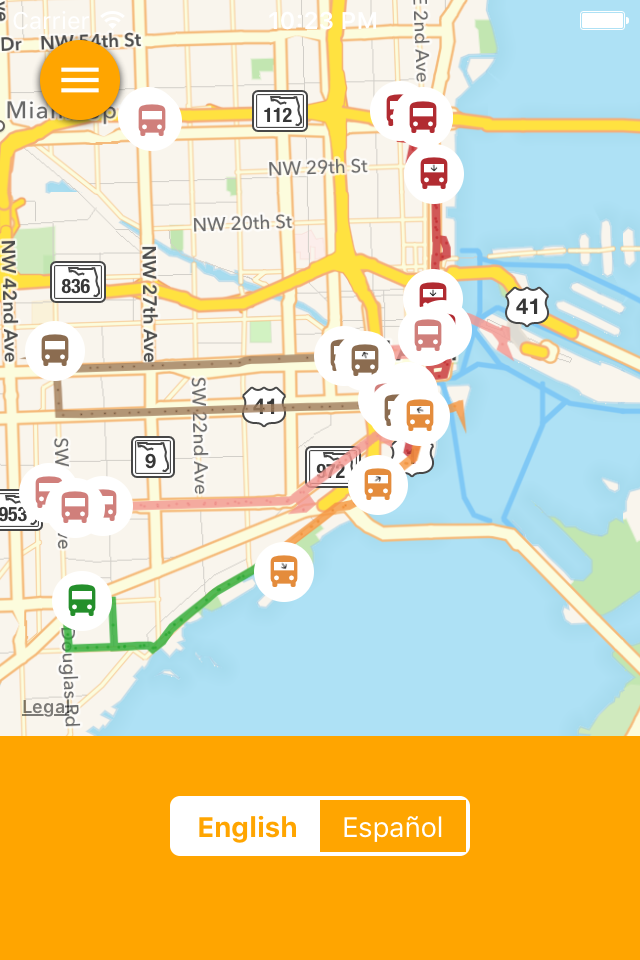 Carrier
10:23 PM
Dr
NW 54th St
E 2nd Ave
112
NW 29th St
NW 20th St
NW 42nd Ave
836
NW 27th Ave
41
SW 22nd Ave
41
SW
9
972
953
Douglas Rd
Legal
English
Español